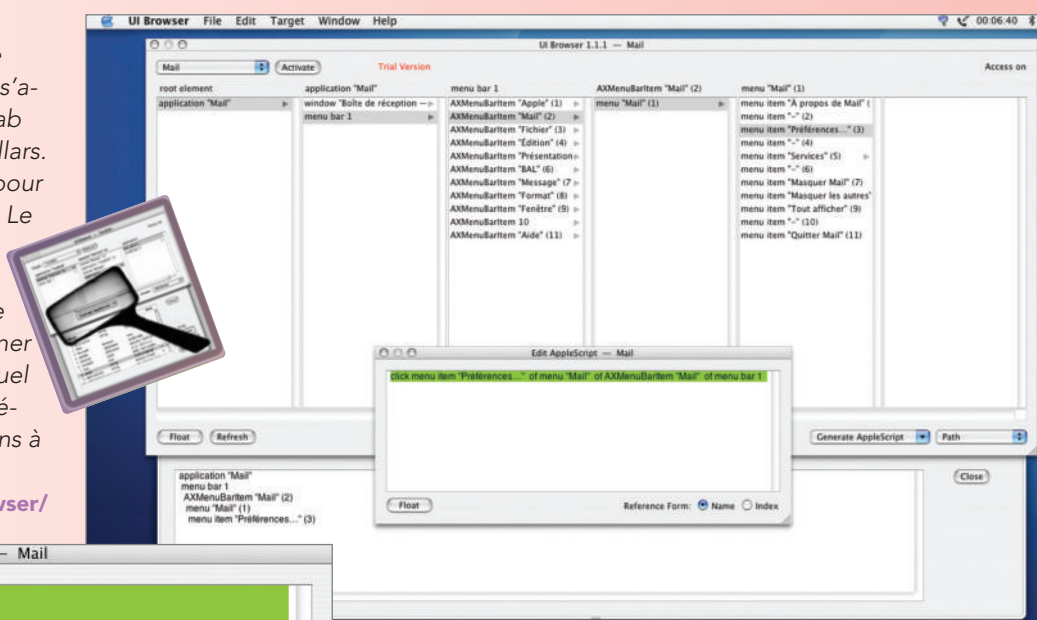 s'a-
ab
llars.
pour
Le
ner
uel
é-
ns à
wser/
— Mail
UI Browser File Edit Target Window Help
00:06:40
UI Browser 1.1.1 — Mail
Mail
Activate
Trial Version
Access on
root element
application "Mail"
application "Mail"
window "Boîte de réception —
menu bar 1
menu bar 1
AXMenuBarItem "Apple" (1)
AXMenuBarItem "Mail" (2)
AXMenuBarItem "Fichier" (3)
AXMenuBarItem "Édition" (4)
AXMenuBarItem "Présentation
AXMenuBarItem "BAL" (6)
AXMenuBarItem "Message" (7
AXMenuBarItem "Format" (8)
AXMenuBarItem "Fenêtre" (9)
AXMenuBarItem 10
AXMenuBarItem "Aide" (11)
AXMenuBarItem "Mail" (2)
menu "Mail" (1)
menu "Mail" (1)
menu item "À propos de Mail" (
menu item "-" (2)
menu item "Préférences..." (3)
menu item "-" (4)
menu item "Services" (5)
menu item "-" (6)
menu item "Masquer Mail" (7)
menu item "Masquer les autres"
menu item "Tout afficher" (9)
menu item "-" (10)
menu item "Quitter Mail" (11)
Float
Refresh
Generate AppleScript
Path
Edit AppleScript — Mail
click menu item "Préférences..." of menu "Mail" of AXMenuBarItem "Mail" of menu bar 1
Float
Reference Form: Name Index
application "Mail"
menu bar 1
AXMenuBarItem "Mail" (2)
menu "Mail" (1)
menu item "Préférences..." (3)
Close